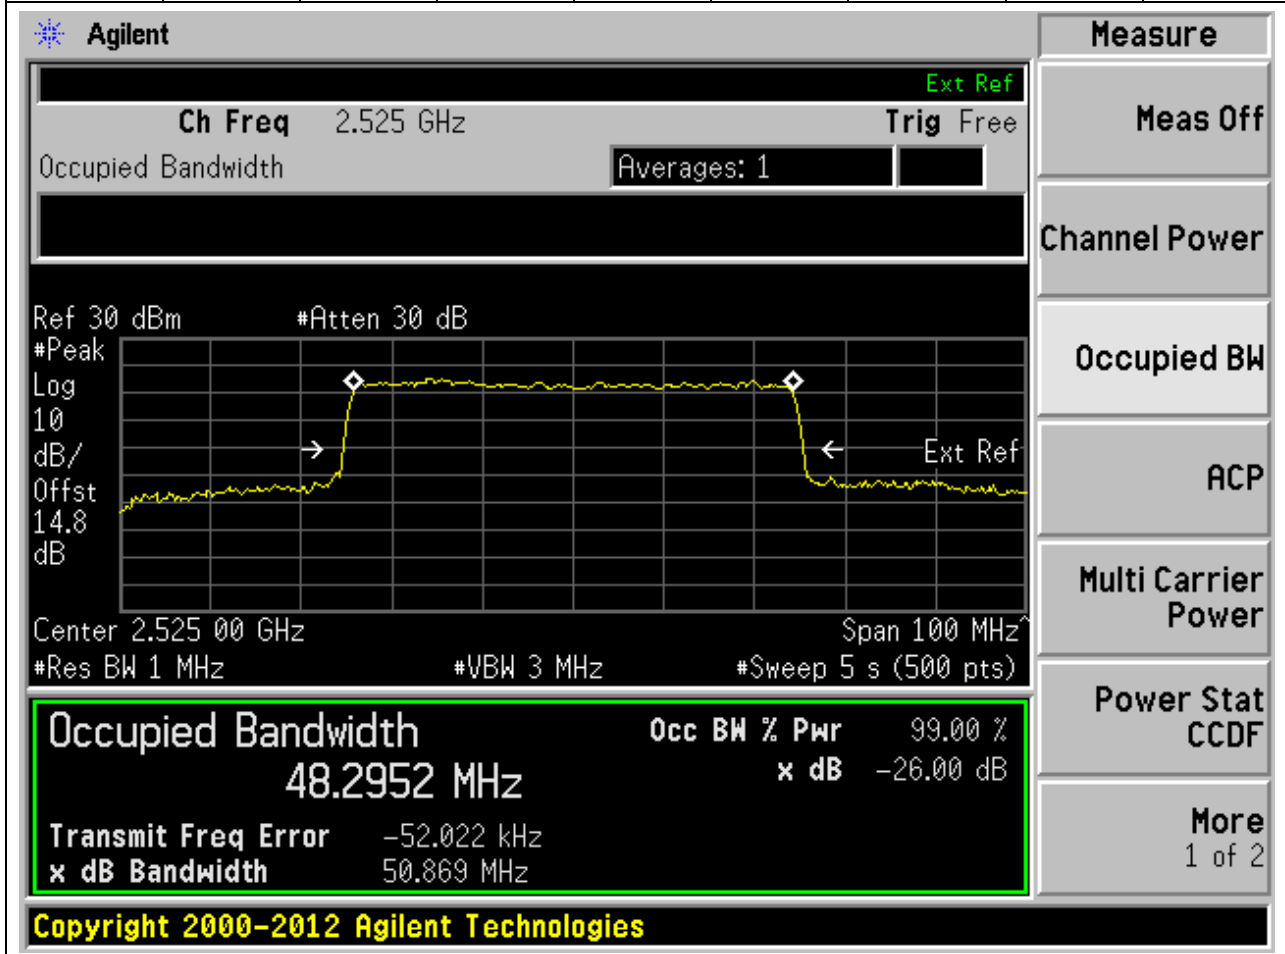 Agilent
Measure
Ext Ref
Ch Freq 2.525 GHz Trig Free
Meas Off
Occupied Bandwidth Averages: 1
Channel Power
Ref 30 dBm #Atten 30 dB
#Peak
Log
10
dB/
Offst
14.8
dB
Ext Ref
Occupied BW
ACP
Center 2.525 00 GHz Span 100 MHz^
#Res BW 1 MHz #VBW 3 MHz #Sweep 5 s (500 pts)
Multi Carrier
Power
Occupied Bandwidth Occ BW % Pwr 99.00 %
48.2952 MHz x dB -26.00 dB
Transmit Freq Error -52.022 kHz
x dB Bandwidth 50.869 MHz
Power Stat
CCDF
More
1 of 2
Copyright 2000-2012 Agilent Technologies